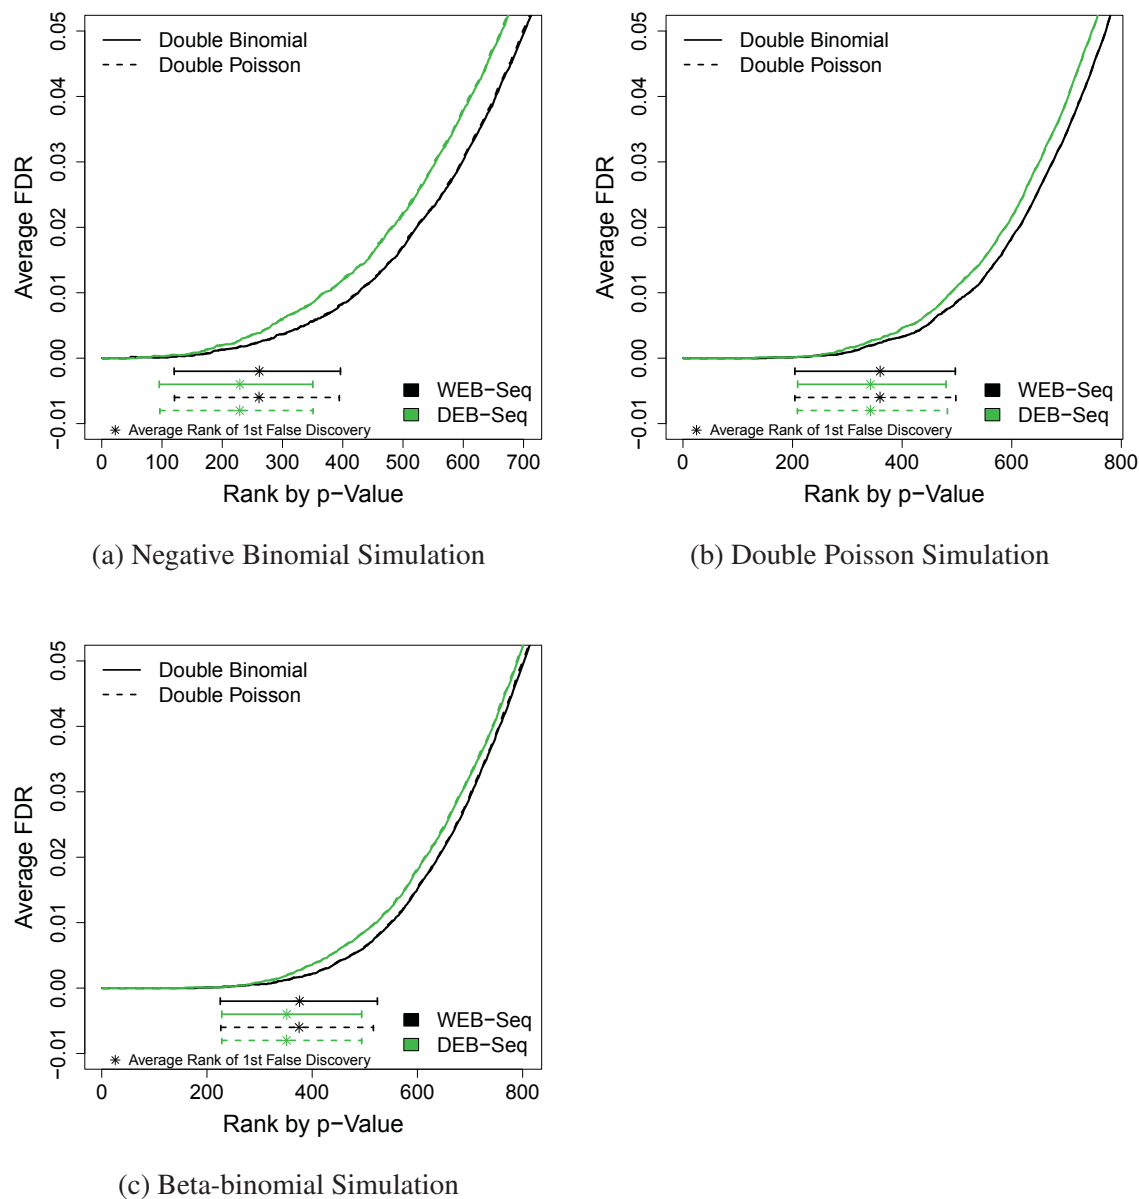 Double Binomial
Double Poisson
Average FDR
0.05
0.04
0.03
0.02
0.01
0.00
−0.01
WEB−Seq
DEB−Seq
Average Rank of 1st False Discovery
0 100 200 300 400 500 600 700
Rank by p−Value
(a) Negative Binomial Simulation
Double Binomial
Double Poisson
Average FDR
0.05
0.04
0.03
0.02
0.01
0.00
−0.01
WEB−Seq
DEB−Seq
Average Rank of 1st False Discovery
0 200 400 600 800
Rank by p−Value
(b) Double Poisson Simulation
Double Binomial
Double Poisson
Average FDR
0.05
0.04
0.03
0.02
0.01
0.00
−0.01
WEB−Seq
DEB−Seq
Average Rank of 1st False Discovery
0 200 400 600 800
Rank by p−Value
(c) Beta-binomial Simulation